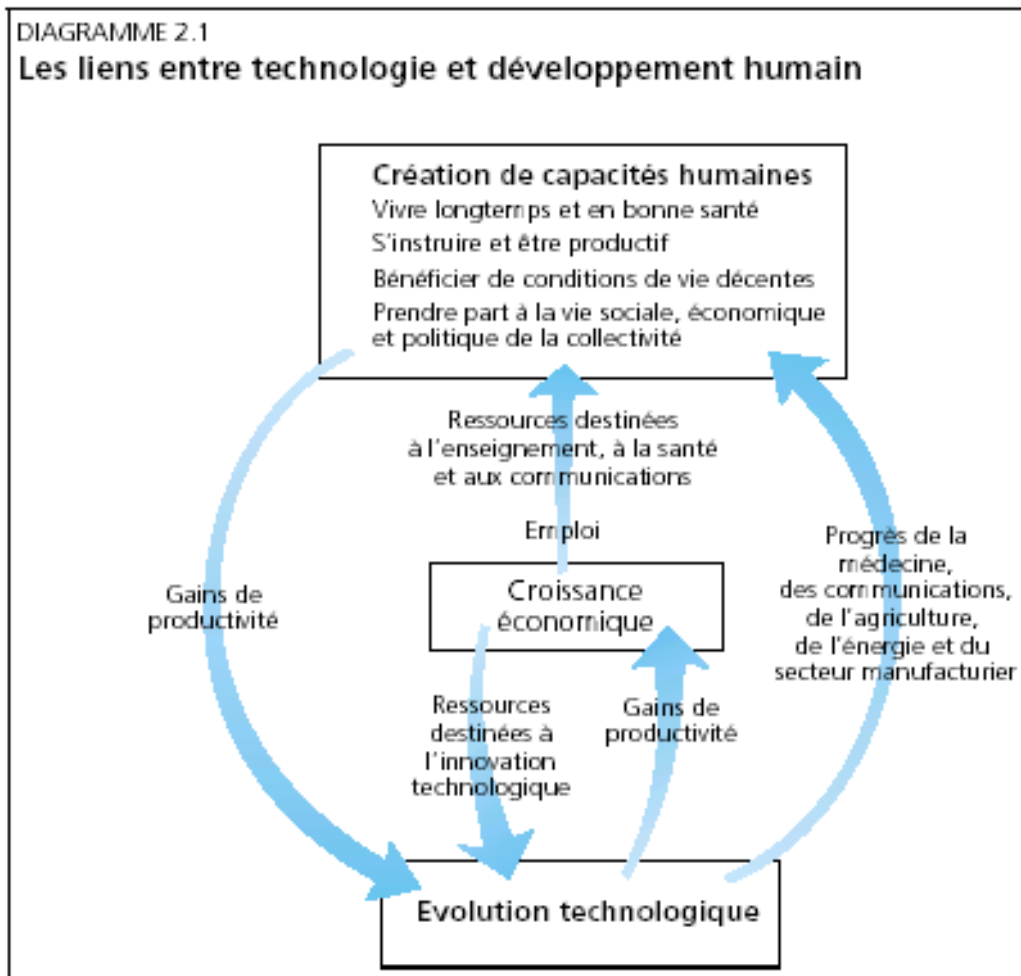 DIAGRAMME 2.1
Les liens entre technologie et développement humain
Création de capacités humaines
Vivre longtemps et en bonne santé
S'instruire et être productif
Bénéficier de conditions de vie décentes
Prendre part à la vie sociale, économique
et politique de la collectivité
Ressources destinées
à l'enseignement, à la santé
et aux communications
Emploi
Gains de
productivité
Croissance
économique
Progrès de la
médecine,
des communications,
de l'agriculture,
de l'énergie et du
secteur manufacturier
Ressources
destinées à
l'innovation
technologique
Gains de
productivité
Evolution technologique